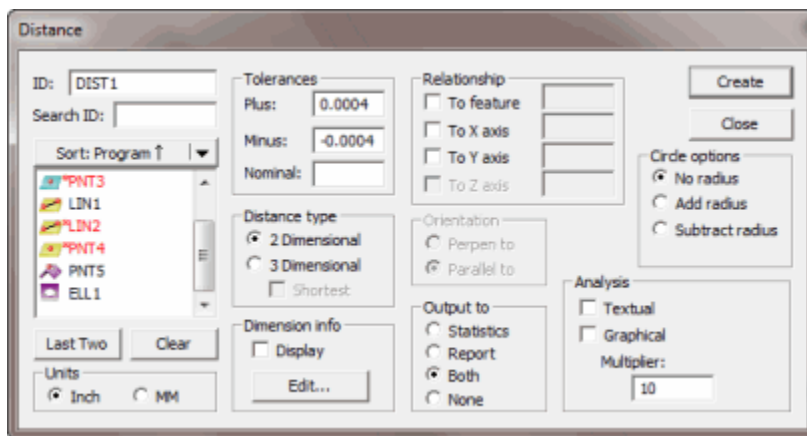 Distance
ID: DIST1
Search ID:
Sort: Program↑
*PNT3
LIN1
*LIN2
*PNT4
PNT5
ELL1
Last Two Clear
Units
Inch MM
Tolerances
Plus: 0.0004
Minus: -0.0004
Nominal:
Distance type
2 Dimensional
3 Dimensional
Shortest
Dimension info
Display
Edit...
Relationship
To feature
To X axis
To Y axis
To Z axis
Orientation
Perpen to
Parallel to
Output to
Statistics
Report
Both
None
Create
Close
Circle options
No radius
Add radius
Subtract radius
Analysis
Textual
Graphical
Multiplier:
10